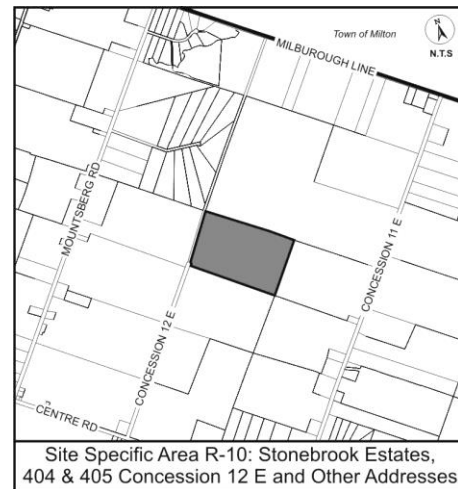 Town of Milton
N
N.T.S
MILBOROUGH LINE
MOUNTSBERG RD
CONCESSION 11 E
CONCESSION 12 E
CENTRE RD
Site Specific Area R-10: Stonebrook Estates,
404 & 405 Concession 12 E and Other Addresses